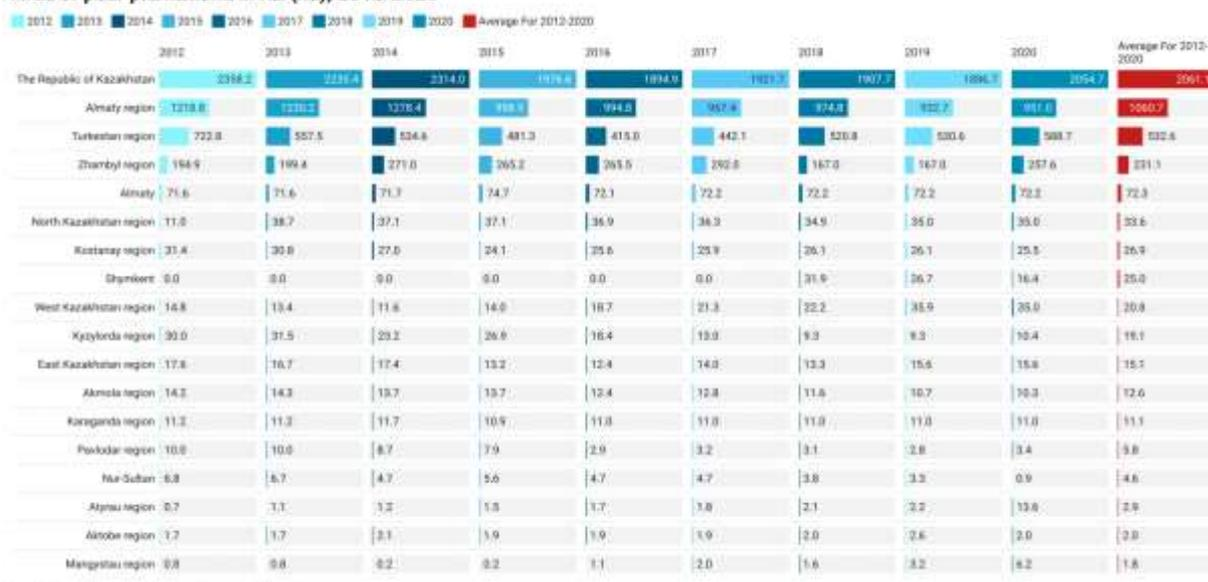 2012 2013 2014 2015 2016 2017 2018 2019 2020 Average For 2012-2020
2012 2013 2014 2015 2016 2017 2018 2019 2020 Average For 2012-2020
The Republic of Kazakhstan 2358.2 2235.4 2314.0 1894.9 1921.7 1907.7 1896.7 2054.7 2061.1
Almaty region 1218.8 1278.4 994.8 974.8 932.7 951.0 1060.7
Turkestan region 722.8 557.5 534.6 481.3 415.0 442.1 520.8 520.6 588.7 532.6
Zhambyl region 194.9 199.4 271.0 265.2 265.5 292.0 167.0 167.0 257.6 231.1
Almaty 71.6 71.6 71.7 74.7 72.1 72.2 72.2 72.2 72.2 72.3
North Kazakhstan region 11.0 38.7 37.1 37.1 36.9 36.3 34.9 35.0 35.0 33.6
Kostanay region 31.4 30.8 27.0 24.1 25.6 25.9 26.1 26.1 25.5 26.9
Shymkent 0.0 0.0 0.0 0.0 0.0 0.0 31.9 26.7 16.4 25.0
West Kazakhstan region 14.8 13.4 11.6 14.0 18.7 21.3 22.2 35.9 35.0 20.8
Kyzylorda region 30.0 31.5 23.2 26.9 18.4 13.0 9.3 9.3 10.4 19.1
East Kazakhstan region 17.6 16.7 17.4 13.2 12.4 14.0 13.3 15.6 15.6 15.1
Akmola region 14.2 14.3 13.7 13.7 12.4 12.8 11.6 10.7 10.3 12.6
Karaganda region 11.2 11.2 11.7 10.9 11.0 11.0 11.0 11.0 11.0 11.1
Pavlodar region 10.0 10.0 8.7 7.9 2.9 3.2 3.1 2.8 3.4 5.8
Nur-Sultan 6.8 6.7 4.7 5.6 4.7 4.7 3.8 3.3 0.9 4.6
Atyrau region 0.7 1.1 1.2 1.5 1.7 1.8 2.1 2.2 13.6 2.9
Aktobe region 1.7 1.7 2.1 1.9 1.9 1.9 2.0 2.6 2.0 2.0
Mangystau region 0.8 0.8 0.2 0.2 1.1 2.0 1.6 3.2 6.2 1.8